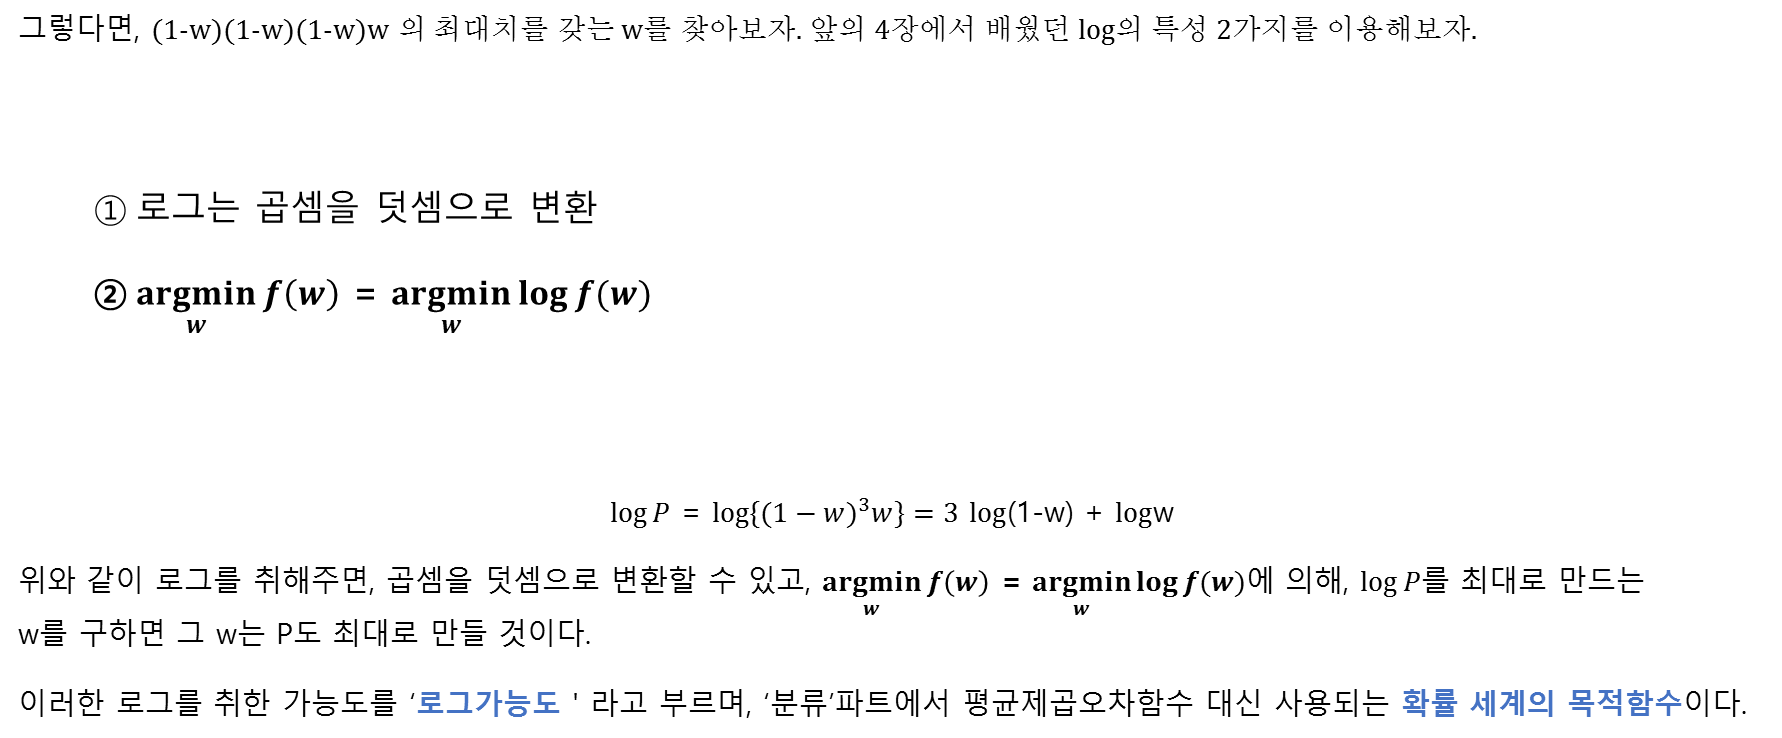 그렇다면, (1-w)(1-w)(1-w)w 의 최대치를 갖는 w를 찾아보자. 앞의 4장에서 배웠던 log의 특성 2가지를 이용해보자.
① 로그는 곱셈을 덧셈으로 변환
② argmin f(w) = argmin log f(w)
w w
log P = log{(1 − w)³w} = 3 log(1-w) + logw
위와 같이 로그를 취해주면, 곱셈을 덧셈으로 변환할 수 있고, argmin f(w) = argmin log f(w)에 의해, log P를 최대로 만드는
w w
w를 구하면 그 w는 P도 최대로 만들 것이다.
이러한 로그를 취한 가능도를 ‘로그가능도 ' 라고 부르며, ‘분류’파트에서 평균제곱오차함수 대신 사용되는 확률 세계의 목적함수이다.